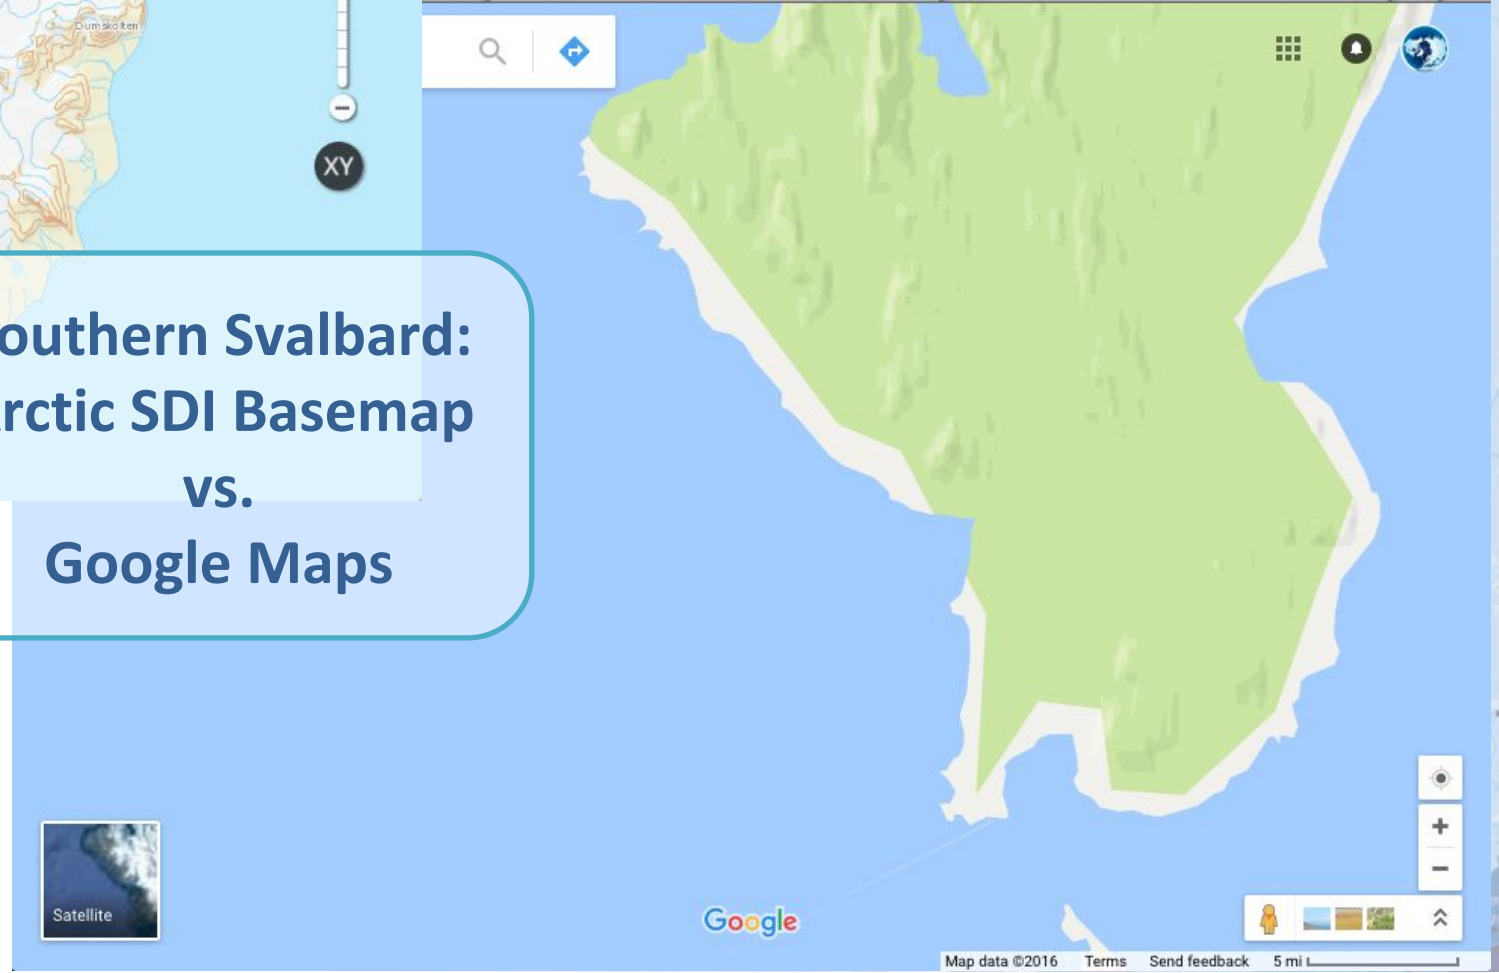 Dumskolten
XY
outhern Svalbard:
rctic SDI Basemap
vs.
Google Maps
Satellite
Google
Map data ©2016 Terms Send feedback 5 mi